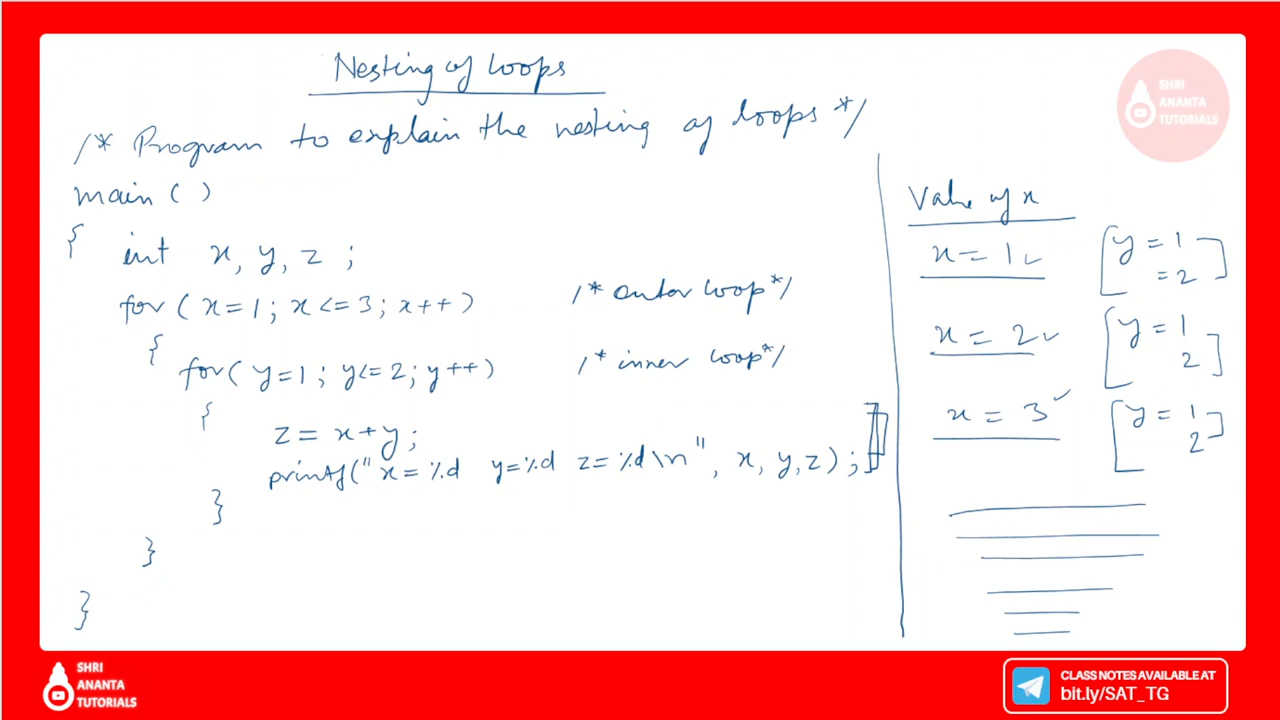 Nesting of loops
/* Program to explain the nesting of loops */
main ( )
{ int x, y, z ;
for ( x = 1 ; x <= 3 ; x ++ ) /* outer loop */
{
for ( y = 1 ; y <= 2 ; y ++ ) /* inner loop */
{
z = x + y ;
printf ( " x = %d y = %d z = %d \n " , x, y, z ) ;
}
}
}
Value of x
x = 1 [ y = 1
= 2 ]
x = 2 [ y = 1
2 ]
x = 3 [ y = 1
2 ]
SHRI
ANANTA
TUTORIALS
SHRI
ANANTA
TUTORIALS
CLASS NOTES AVAILABLE AT
bit.ly/SAT_TG